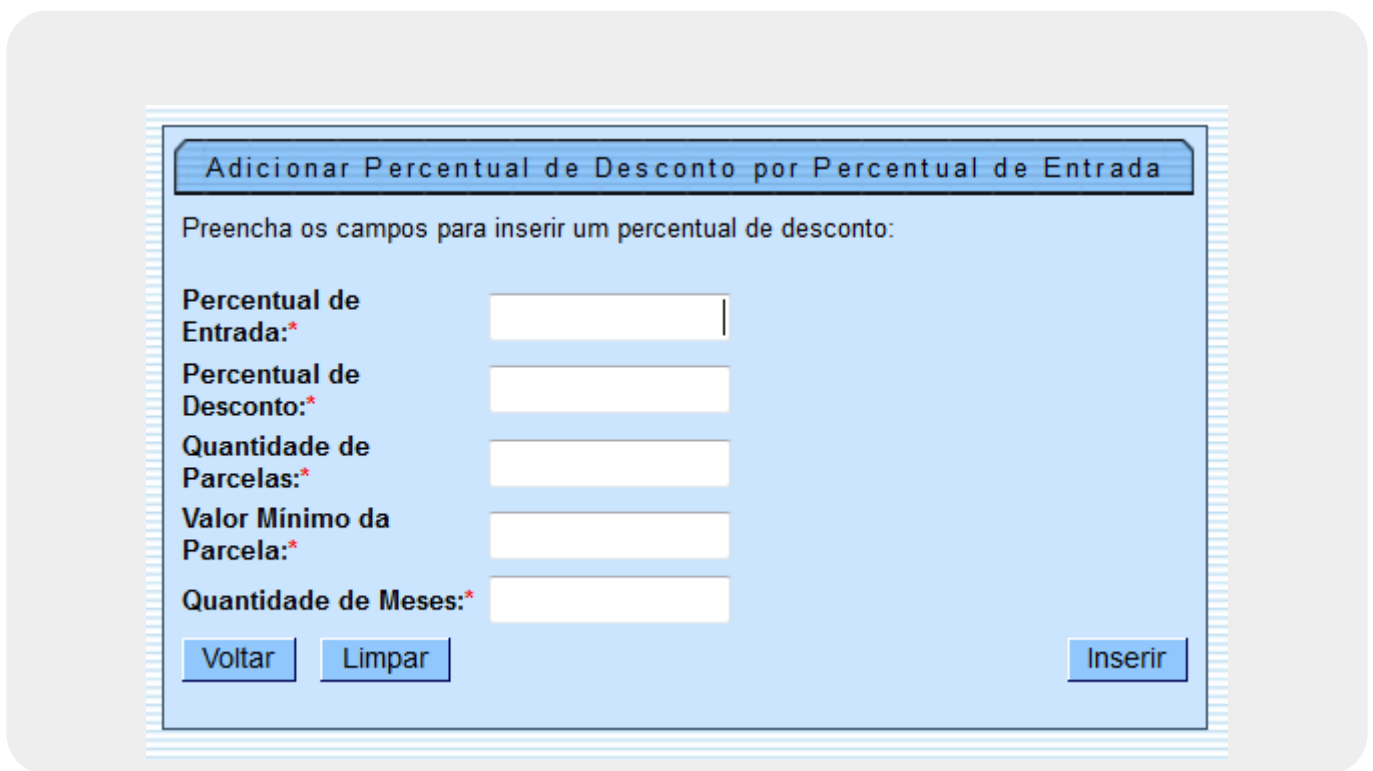 Adicionar Percentual de Desconto por Percentual de Entrada
Preencha os campos para inserir um percentual de desconto:
Percentual de
Entrada:*
Percentual de
Desconto:*
Quantidade de
Parcelas:*
Valor Mínimo da
Parcela:*
Quantidade de Meses:*
Voltar Limpar Inserir